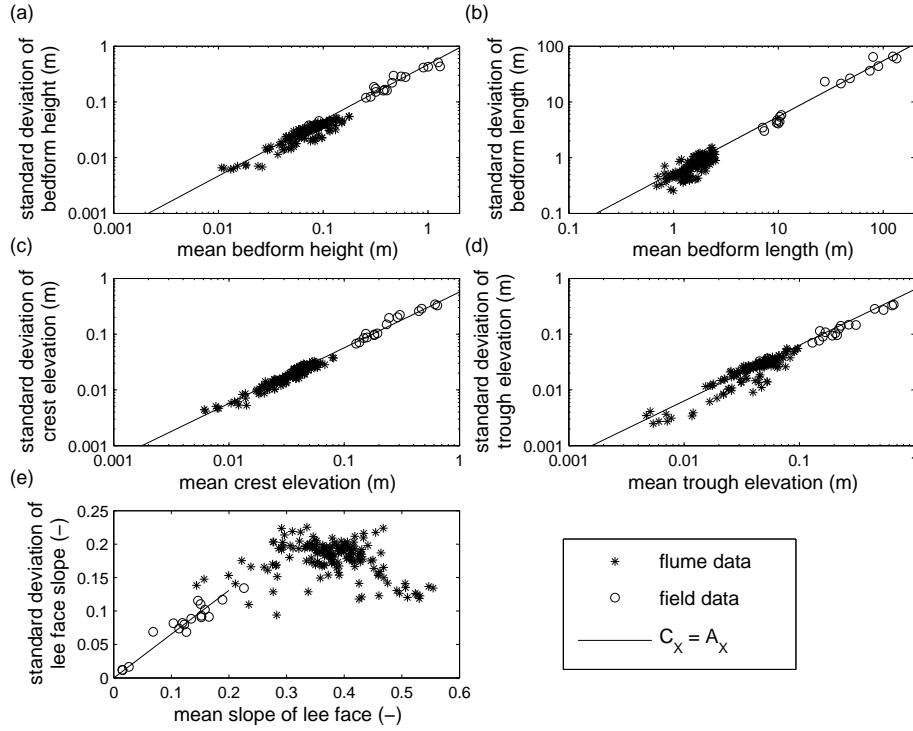 (a)
standard deviation of
bedform height (m)
1
0.1
0.01
0.001
0.001
0.01
0.1
1
mean bedform height (m)
(b)
standard deviation of
bedform length (m)
100
10
1
0.1
0.1
1
10
100
mean bedform length (m)
(c)
standard deviation of
crest elevation (m)
1
0.1
0.01
0.001
0.001
0.01
0.1
1
mean crest elevation (m)
(d)
standard deviation of
trough elevation (m)
1
0.1
0.01
0.001
0.001
0.01
0.1
1
mean trough elevation (m)
(e)
standard deviation of
lee face slope (−)
0.25
0.2
0.15
0.1
0.05
0
0
0.1
0.2
0.3
0.4
0.5
0.6
mean slope of lee face (−)
flume data
field data
C_X = A_X